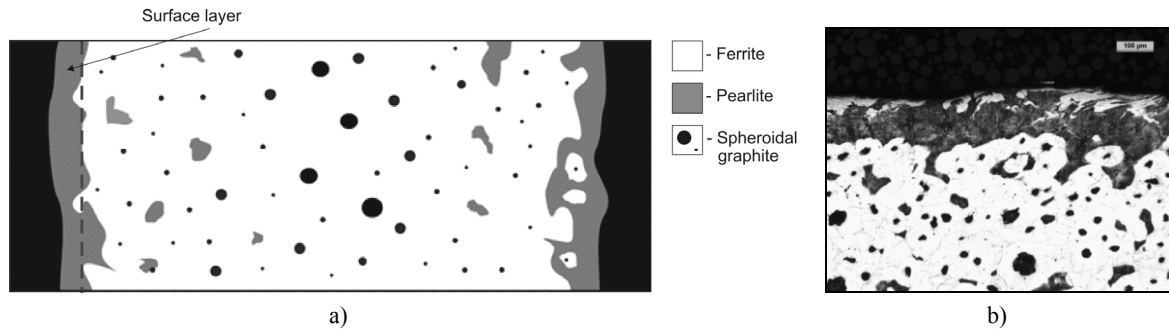 Surface layer
- Ferrite
- Pearlite
- Spheroidal
graphite
100 µm
a)
b)